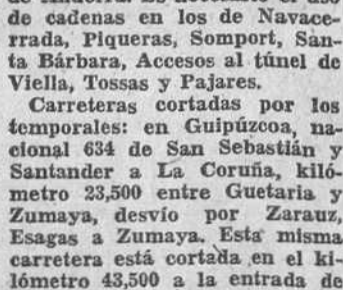 de cadenas en los de Navace-
rrada, Piqueras, Somport, San-
ta Bárbara, Accesos al túnel de
Viella, Tossas y Pajares.
Carreteras cortadas por los
temporales: en Guipúzcoa, na-
cional 634 de San Sebastián y
Santander a La Coruña, kiló-
metro 23,500 entre Guetaria y
Zumaya, desvío por Zarauz,
Esagas a Zumaya. Esta misma
carretera está cortada en el ki-
lómetro 43,500 a la entrada de